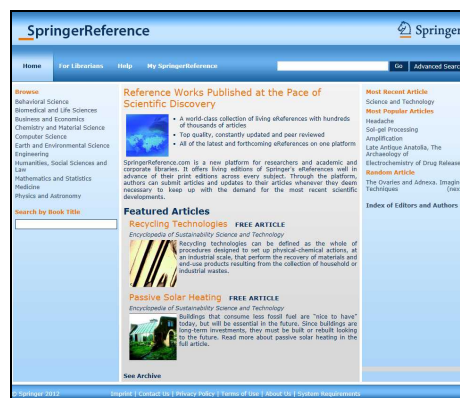 SpringerReference
Springer
Home
For Librarians
Help
My SpringerReference
Go
Advanced Searc
Browse
Behavioral Science
Biomedical and Life Sciences
Business and Economics
Chemistry and Material Science
Computer Science
Earth and Environmental Science
Engineering
Humanities, Social Sciences and
Law
Mathematics and Statistics
Medicine
Physics and Astronomy
Search by Book Title
Reference Works Published at the Pace of
Scientific Discovery
• A world-class collection of living eReferences with hundreds
of thousands of articles
• Top quality, constantly updated and peer reviewed
• All of the latest and forthcoming eReferences on one platform
SpringerReference.com is a new platform for researchers and academic and
corporate libraries. It offers living editions of Springer's eReferences well in
advance of their print editions across every subject. Through the platform,
authors can submit articles and updates to their articles whenever they deem
necessary to keep up with the demand for the most recent scientific
developments.
Featured Articles
Recycling Technologies FREE ARTICLE
Encyclopedia of Sustainability Science and Technology
Recycling technologies can be defined as the whole of
processes designed to set up physical-chemical actions, at
an industrial scale, that perform the recovery of materials and
end-use products resulting from the collection of household or
industrial wastes.
Passive Solar Heating FREE ARTICLE
Encyclopedia of Sustainability Science and Technology
Buildings that consume less fossil fuel are "nice to have"
today, but will be essential in the future. Since buildings are
long-investments, they must be built or rebuilt looking
to the future. Read more about passive solar heating in the
full article.
See Archive
Most Recent Article
Science and Technology
Most Popular Articles
Headache
Sol-gel Processing
Amplification
Late Antique Anatolia, The
Archaeology of
Electrochemistry of Drug Release
Random Article
The Ovaries and Adnexa. Imagin
Techniques (nex
Index of Editors and Authors
© Springer 2012
Imprint | Contact Us | Privacy Policy | Terms of Use | About Us | System Requirements